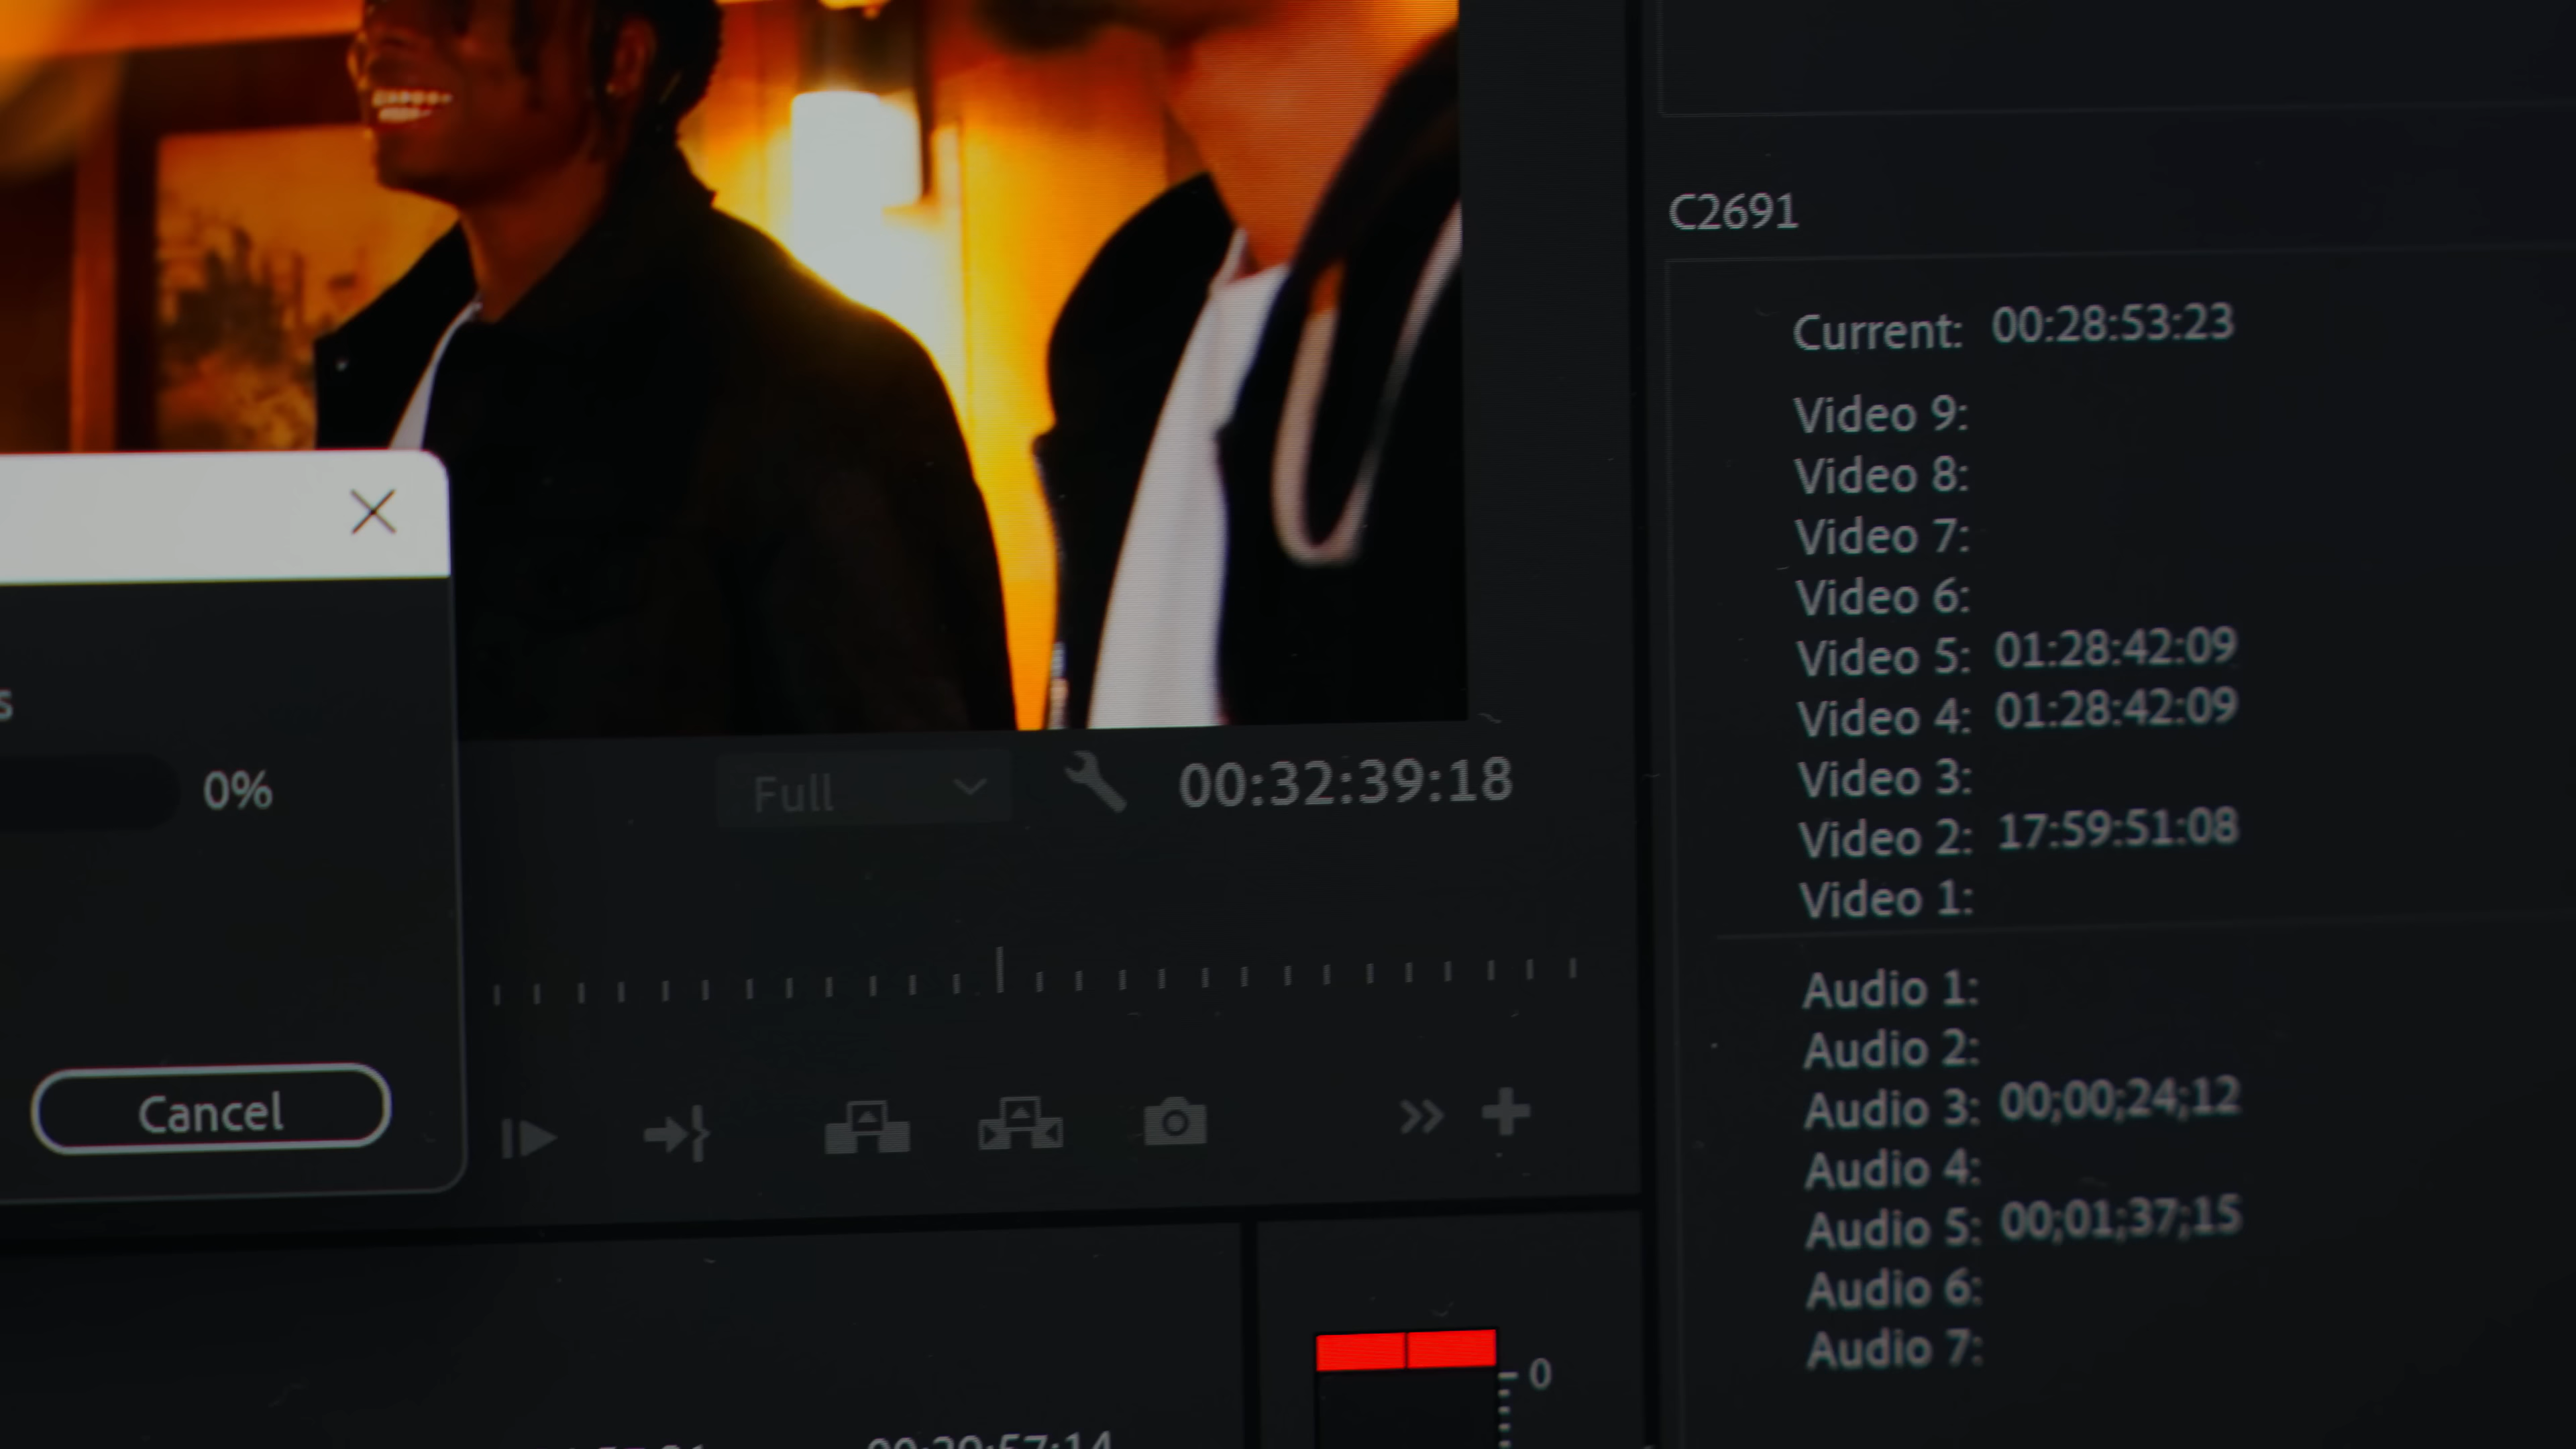 C2691
Current: 00:28:53:23
Video 9:
Video 8:
Video 7:
Video 6:
Video 5: 01:28:42:09
Video 4: 01:28:42:09
Video 3:
Video 2: 17:59:51:08
Video 1:
Audio 1:
Audio 2:
Audio 3: 00;00;24;12
Audio 4:
Audio 5: 00;01;37;15
Audio 6:
Audio 7:
s
0%
Cancel
Full 00:32:39:18
0